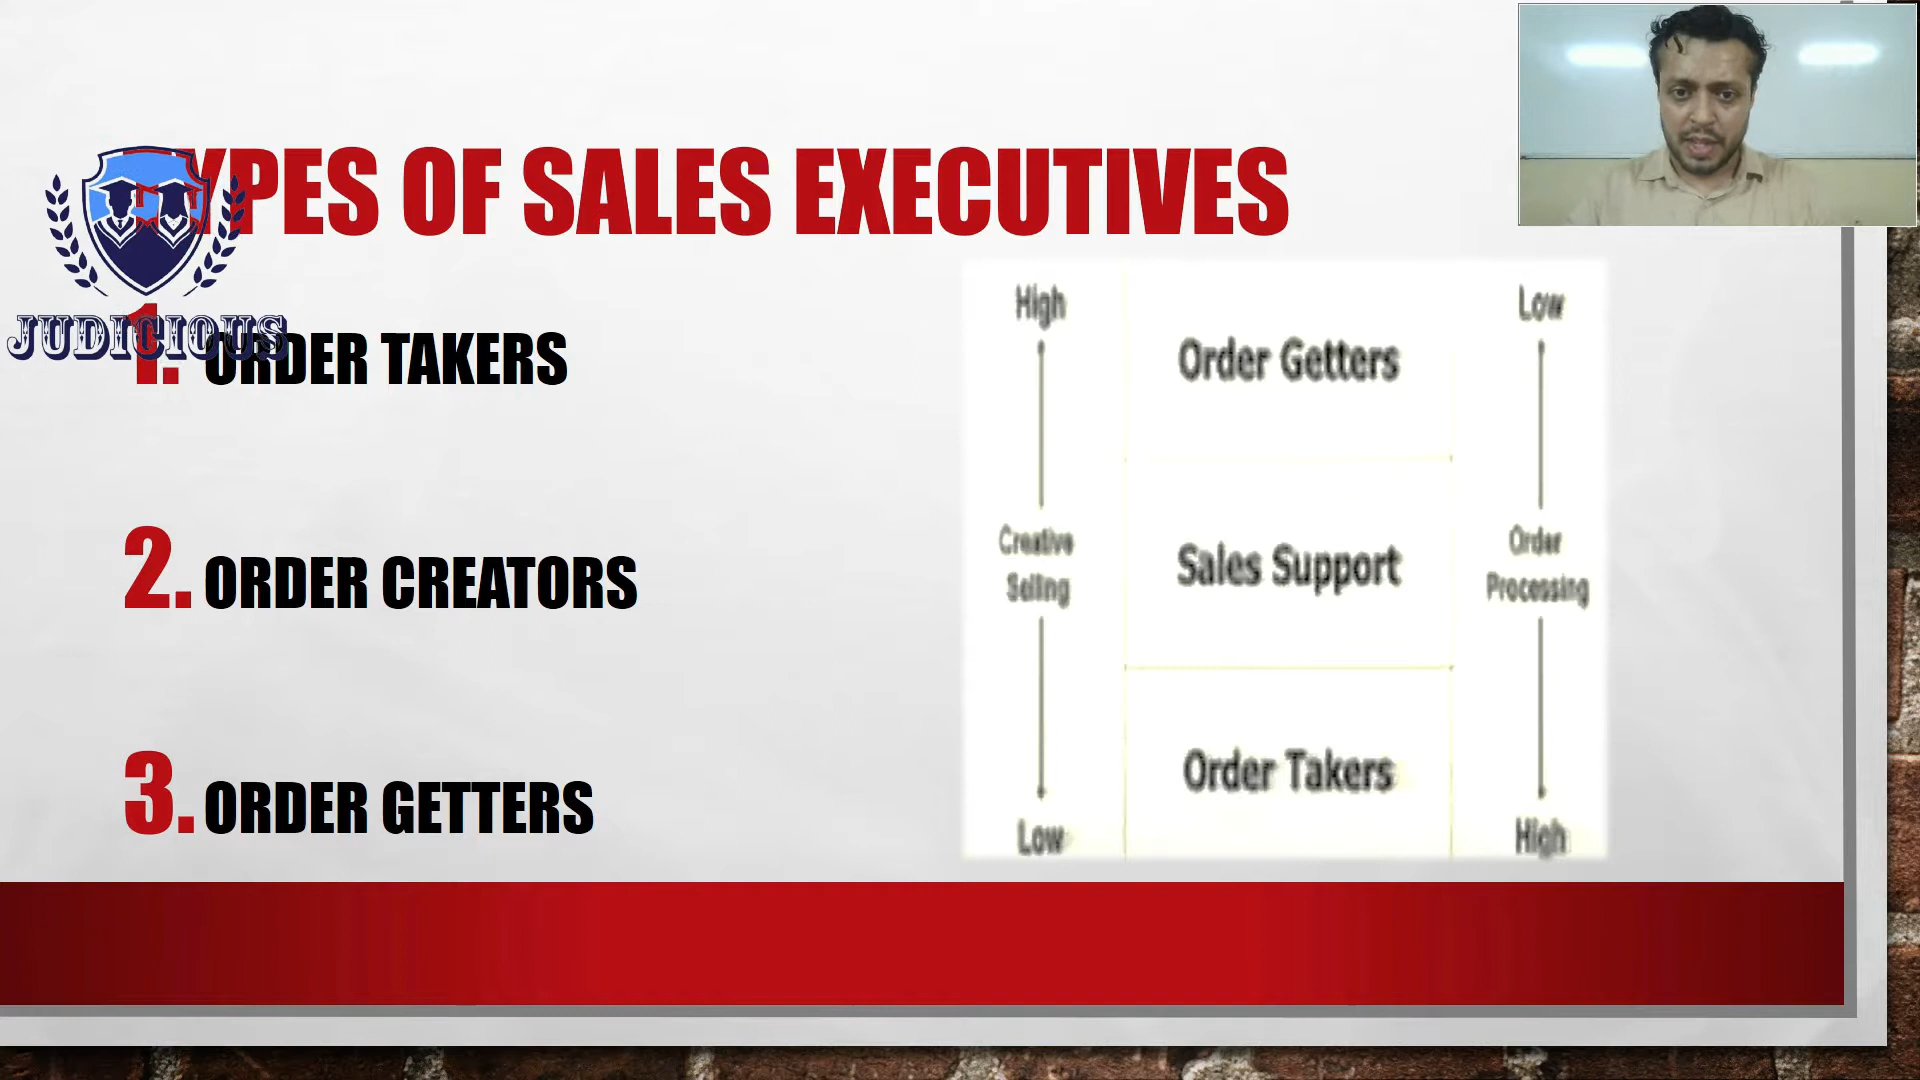 TYPES OF SALES EXECUTIVES
JUDICIOUS
1. ORDER TAKERS
2. ORDER CREATORS
3. ORDER GETTERS
High
Low
Order Getters
Creative
Selling
Sales Support
Order
Processing
Order Takers
Low
High